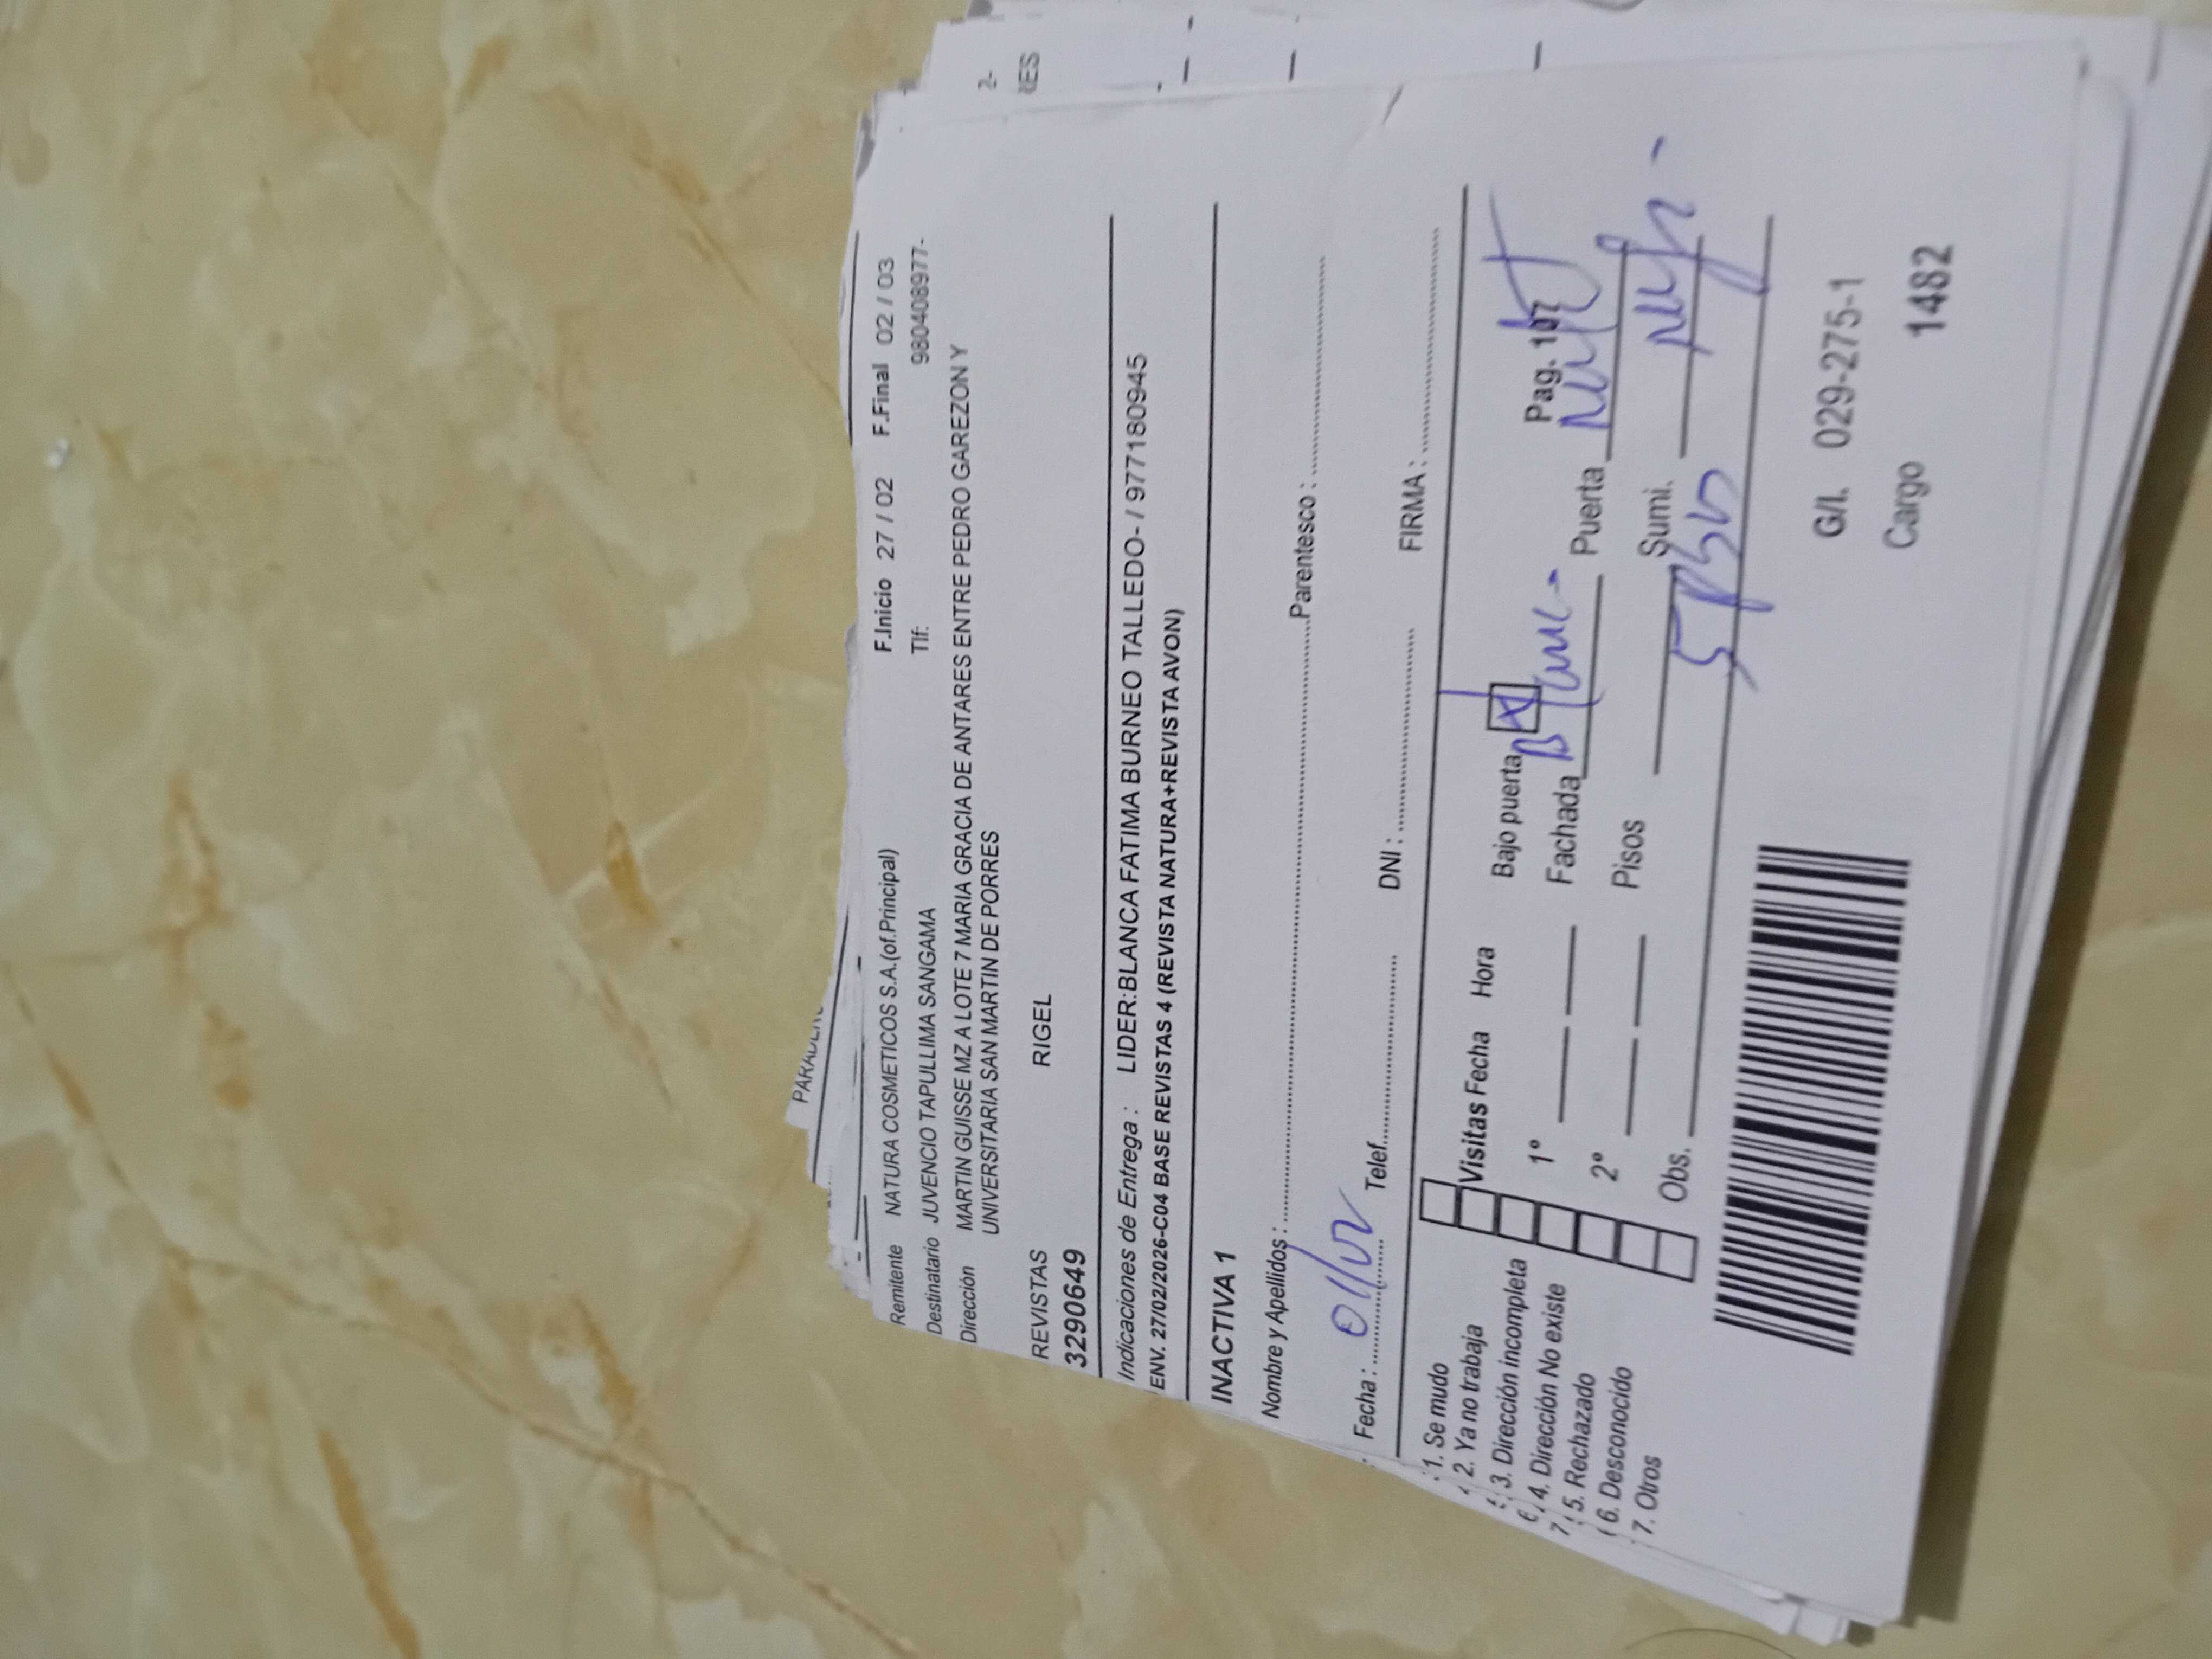 PARADERO
Remitente NATURA COSMETICOS S.A.(of.Principal) F.Inicio 27 / 02 F.Final 02 / 03
Destinatario JUVENCIO TAPULLIMA SANGAMA Tlf: 980408977-
Dirección MARTIN GUISSE MZ A LOTE 7 MARIA GRACIA DE ANTARES ENTRE PEDRO GAREZON Y
UNIVERSITARIA SAN MARTIN DE PORRES
2-
REVISTAS RIGEL
3290649
Indicaciones de Entrega : LIDER:BLANCA FATIMA BURNEO TALLEDO- / 977180945
ENV. 27/02/2026-C04 BASE REVISTAS 4 (REVISTA NATURA+REVISTA AVON)
INACTIVA 1
Nombre y Apellidos : Parentesco :
Fecha : Telef. DNI : FIRMA :
1. Se mudo
2. Ya no trabaja
3. Dirección incompleta
4. Dirección No existe
5. Rechazado
6. Desconocido
7. Otros
Visitas Fecha Hora
1°
2°
Obs.
Bajo puerta Pag. 107
Fachada Puerta
Pisos Sumi.
G/I. 029-275-1
Cargo 1482